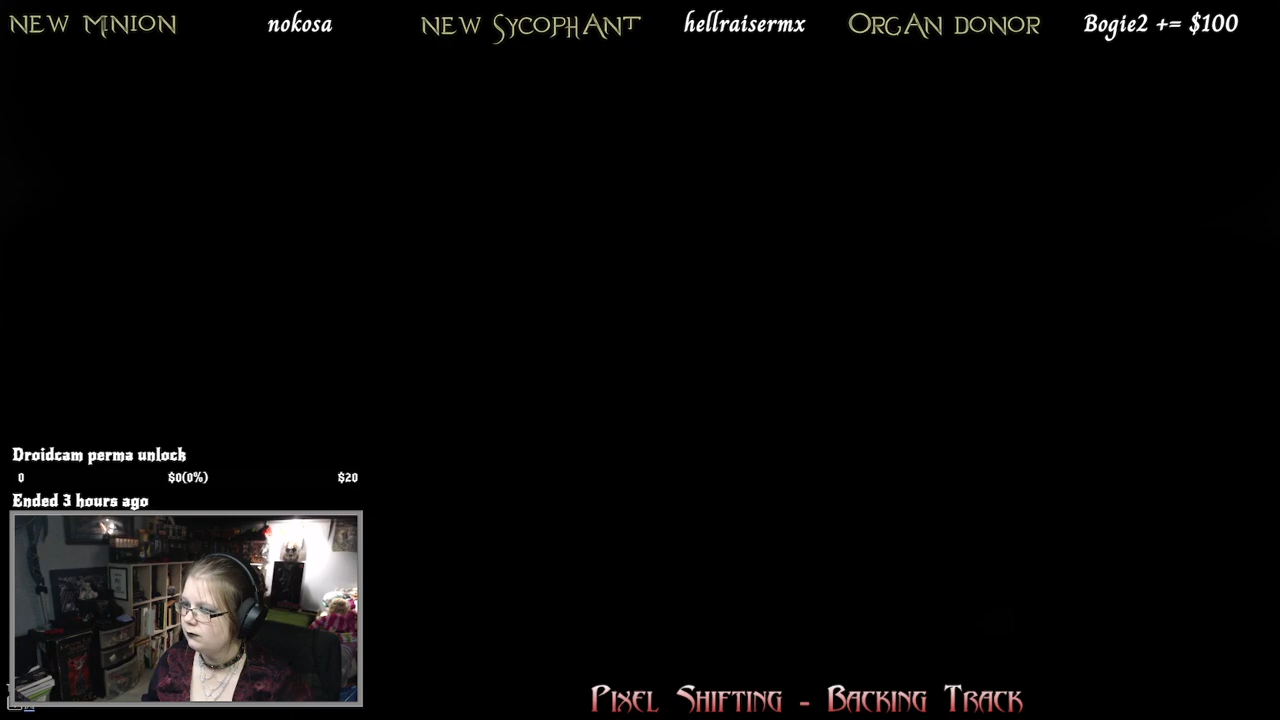 NEW MINION nokosa NEW SYCOPHANT hellraisermx ORGAN DONOR Bogie2 += $100
Droidcam perma unlock
0 $0(0%) $20
Ended 3 hours ago
PIXEL SHIFTING - BACKING TRACK